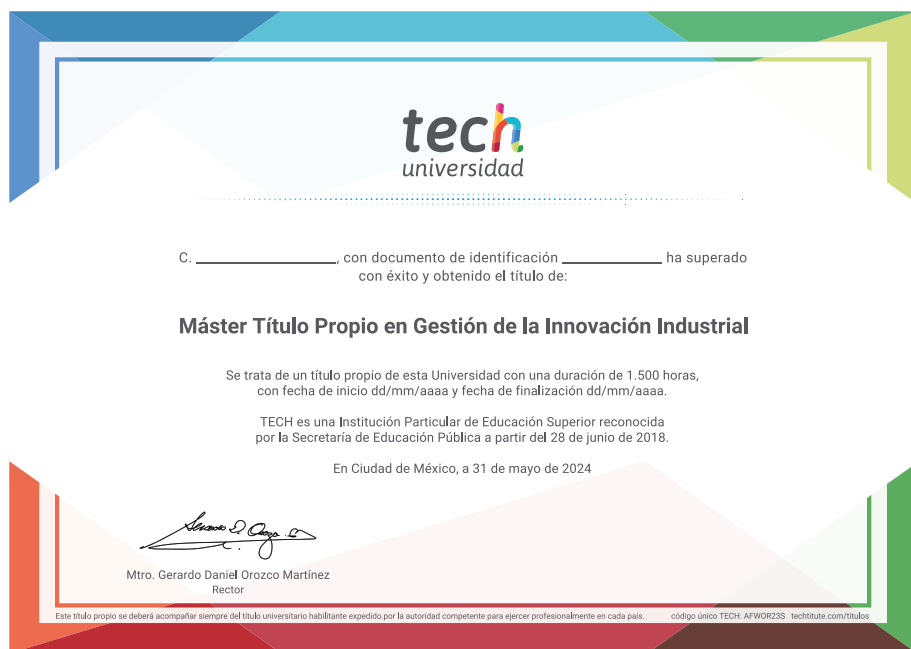 tech
universidad
C. ____________________, con documento de identificación ______________ ha superado
con éxito y obtenido el título de:
Máster Título Propio en Gestión de la Innovación Industrial
Se trata de un título propio de esta Universidad con una duración de 1.500 horas,
con fecha de inicio dd/mm/aaaa y fecha de finalización dd/mm/aaaa.
TECH es una Institución Particular de Educación Superior reconocida
por la Secretaría de Educación Pública a partir del 28 de junio de 2018.
En Ciudad de México, a 31 de mayo de 2024
Mtro. Gerardo Daniel Orozco Martínez
Rector
Este título propio se deberá acompañar siempre del título universitario habilitante expedido por la autoridad competente para ejercer profesionalmente en cada país. código único TECH: AFWOR23S techtitute.com/titulos